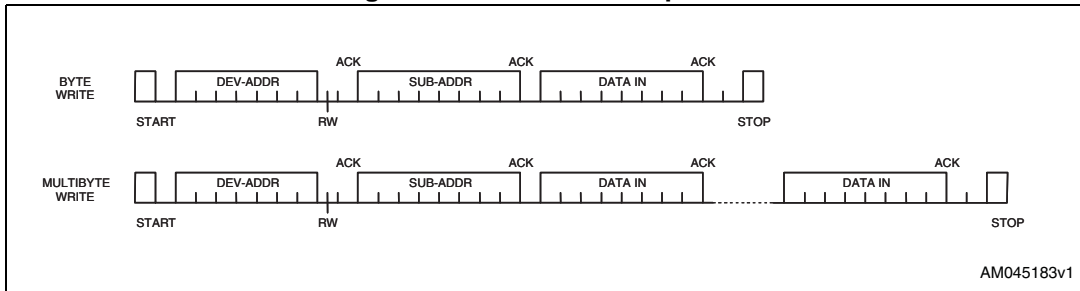 ACK ACK ACK
BYTE WRITE DEV-ADDR SUB-ADDR DATA IN
START RW STOP
ACK ACK ACK ACK
MULTIBYTE WRITE DEV-ADDR SUB-ADDR DATA IN DATA IN
START RW STOP
AM045183v1